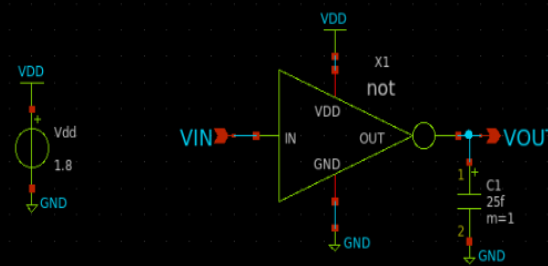 VDD
VDD
+
Vdd
1.8
GND
X1
not
VIN
IN
VDD
OUT
GND
VOUT
GND
1
+
C1
25f
m=1
2
GND